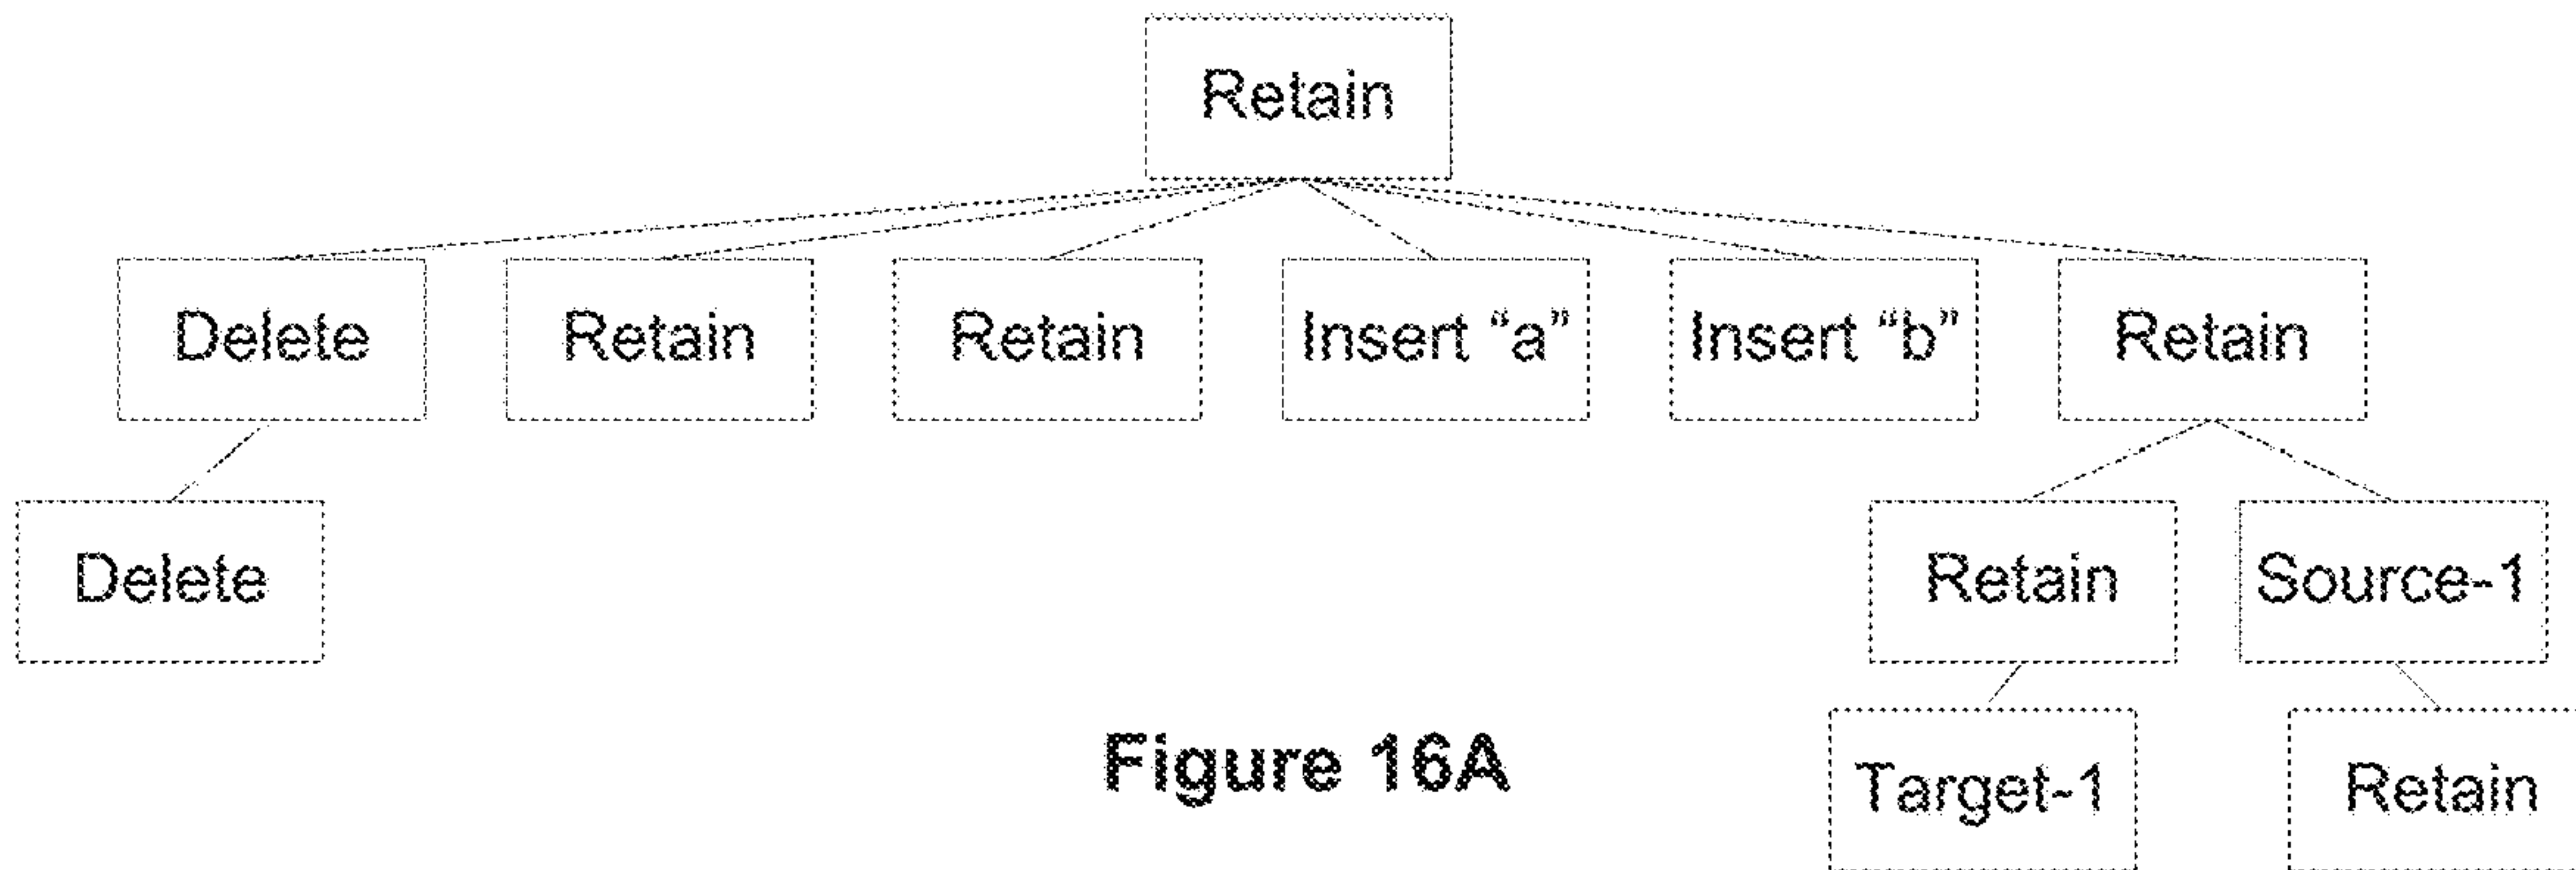 Retain
Delete
Retain
Retain
Insert “a”
Insert “b”
Retain
Delete
Retain
Source-1
Figure 16A
Target-1
Retain